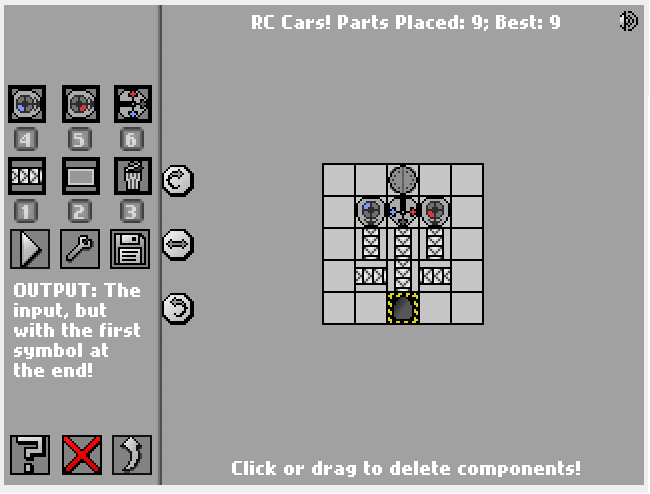 RC Cars! Parts Placed: 9; Best: 9
4 5 6
1 2 3
OUTPUT: The
input, but
with the first
symbol at
the end!
?
Click or drag to delete components!